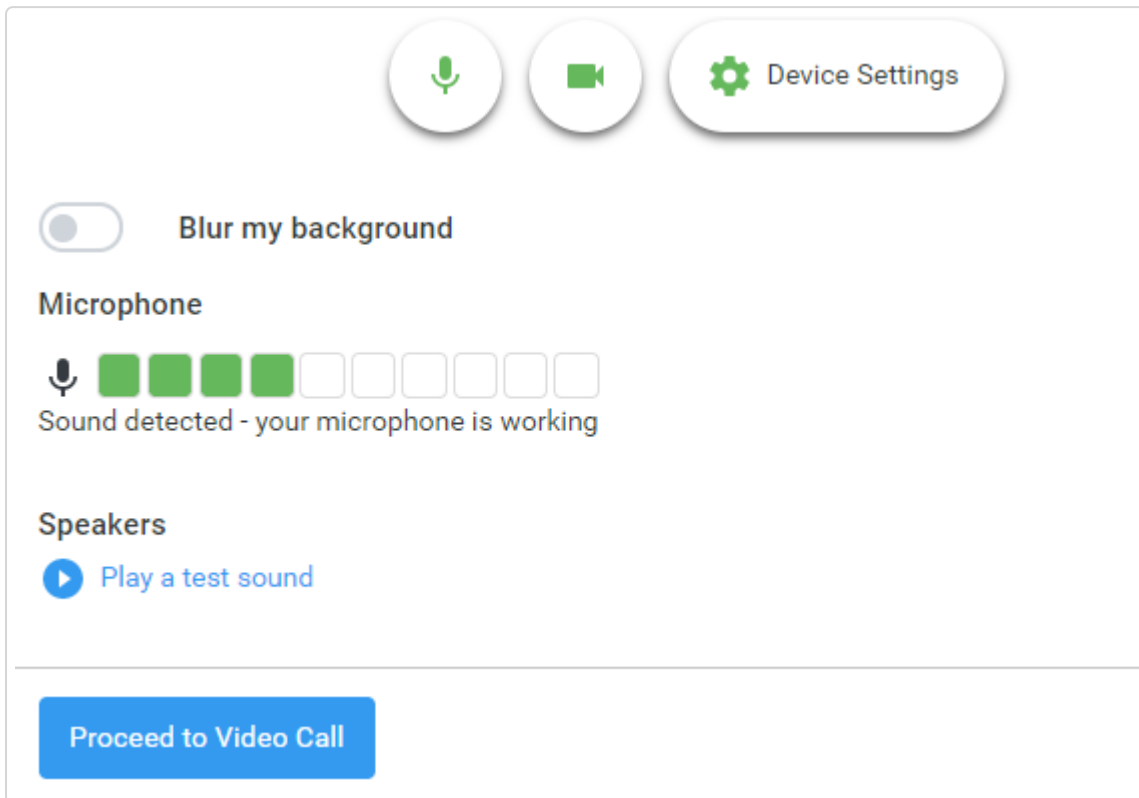 Device Settings
Blur my background
Microphone
Sound detected - your microphone is working
Speakers
Play a test sound
Proceed to Video Call